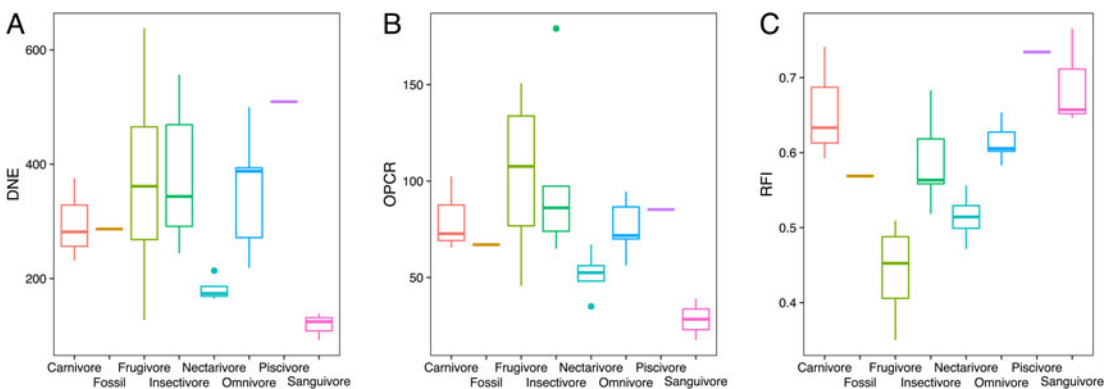 A
DNE
600
400
200
Carnivore Frugivore Nectarivore Piscivore
Fossil Insectivore Omnivore Sanguivore
B
OPCR
150
100
50
Carnivore Frugivore Nectarivore Piscivore
Fossil Insectivore Omnivore Sanguivore
C
RFI
0.7
0.6
0.5
0.4
Carnivore Frugivore Nectarivore Piscivore
Fossil Insectivore Omnivore Sanguivore